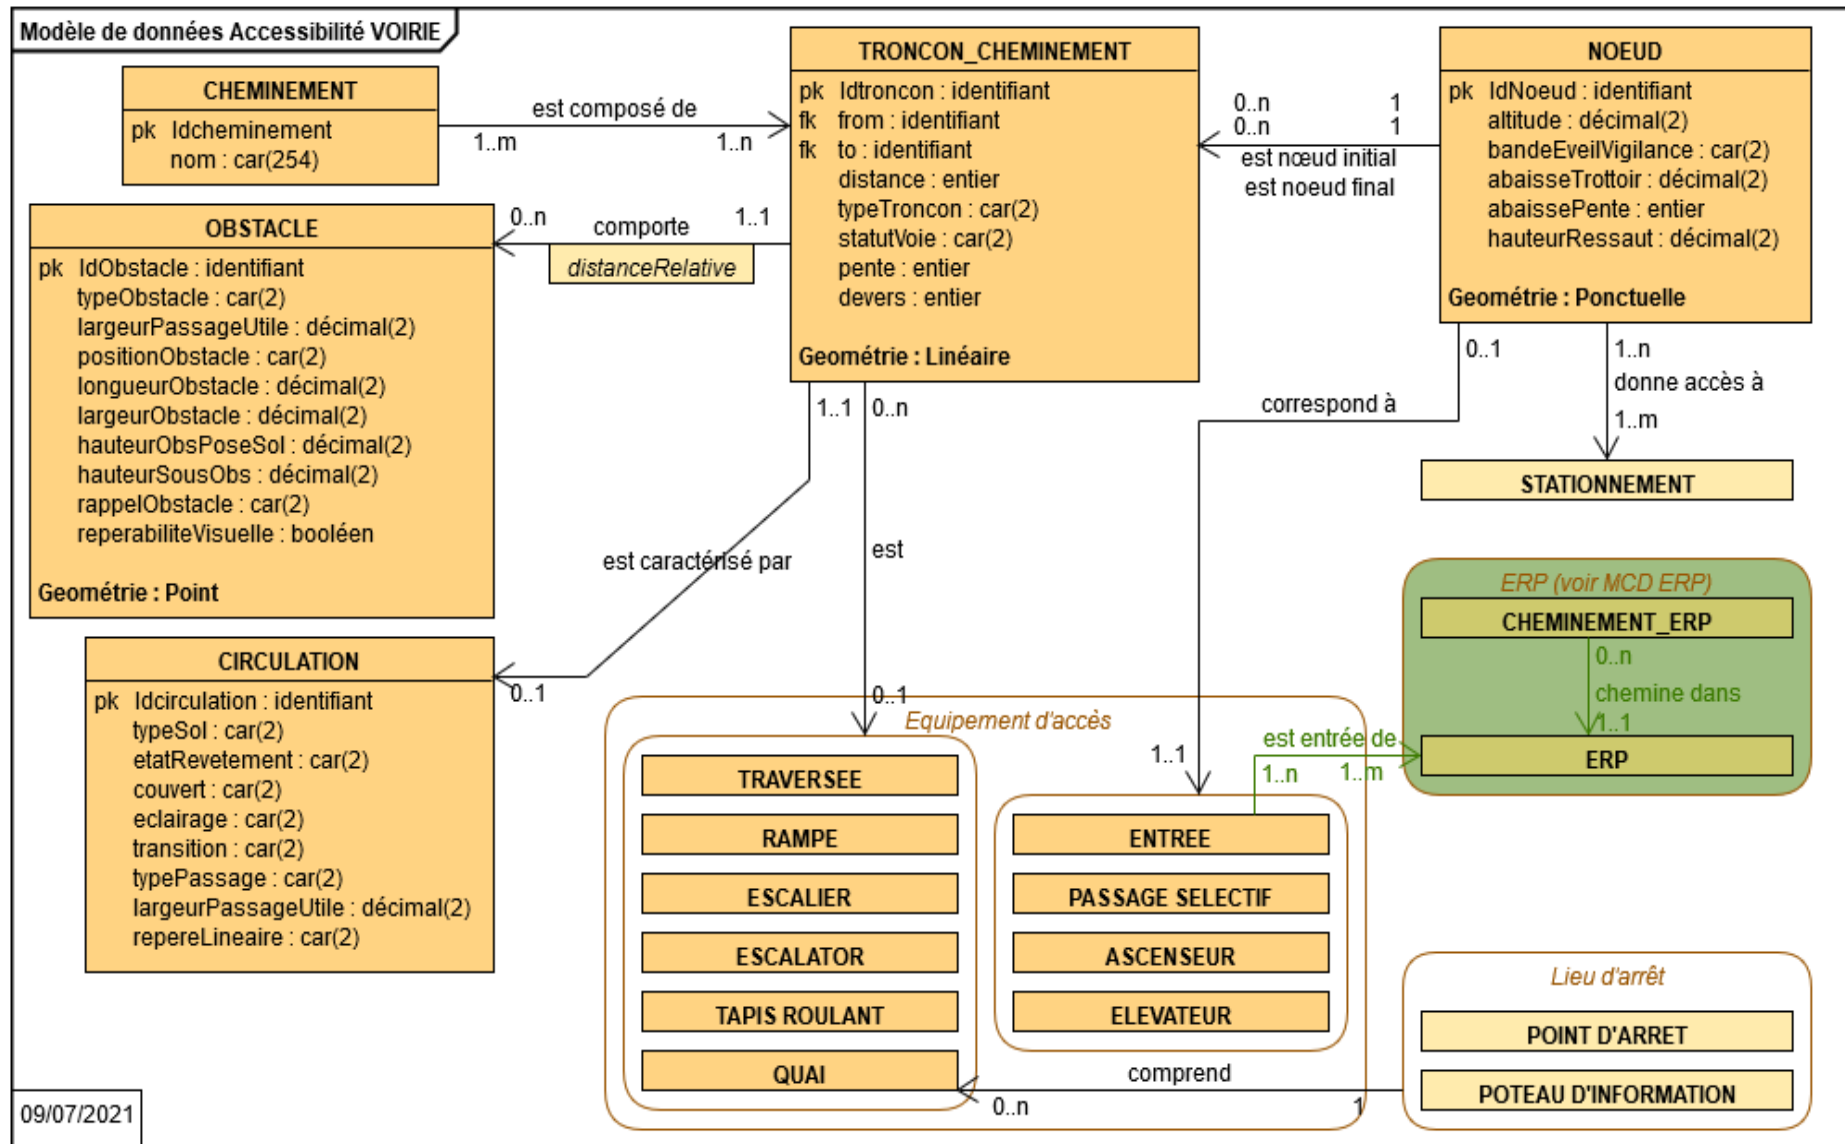 Modèle de données Accessibilité VOIRIE
CHEMINEMENT
pk Idcheminement
nom : car(254)
est composé de
1..m
1..n
TRONCON_CHEMINEMENT
pk Idtroncon : identifiant
fk from : identifiant
fk to : identifiant
distance : entier
typeTroncon : car(2)
statutVoie : car(2)
pente : entier
devers : entier
Geométrie : Linéaire
0..n 1
0..n 1
est nœud initial
est noeud final
NOEUD
pk IdNoeud : identifiant
altitude : décimal(2)
bandeEveilVigilance : car(2)
abaisseTrottoir : décimal(2)
abaissePente : entier
hauteurRessaut : décimal(2)
Geométrie : Ponctuelle
OBSTACLE
pk IdObstacle : identifiant
typeObstacle : car(2)
largeurPassageUtile : décimal(2)
positionObstacle : car(2)
longueurObstacle : décimal(2)
largeurObstacle : décimal(2)
hauteurObsPoseSol : décimal(2)
hauteurSousObs : décimal(2)
rappelObstacle : car(2)
reperabiliteVisuelle : booléen
Geométrie : Point
0..n
comporte
1..1
distanceRelative
1..1
0..n
est caractérisé par
0..1
est
0..1
0..1
correspond à
1..1
1..n
donne accès à
1..m
STATIONNEMENT
CIRCULATION
pk Idcirculation : identifiant
typeSol : car(2)
etatRevetement : car(2)
couvert : car(2)
eclairage : car(2)
transition : car(2)
typePassage : car(2)
largeurPassageUtile : décimal(2)
repereLineaire : car(2)
Equipement d'accès
TRAVERSEE
RAMPE
ESCALIER
ESCALATOR
TAPIS ROULANT
QUAI
ENTREE
PASSAGE SELECTIF
ASCENSEUR
ELEVATEUR
est entrée de
1..n
1..m
ERP (voir MCD ERP)
CHEMINEMENT_ERP
0..n
chemine dans
1..1
ERP
Lieu d'arrêt
POINT D'ARRET
POTEAU D'INFORMATION
comprend
0..n
1
09/07/2021